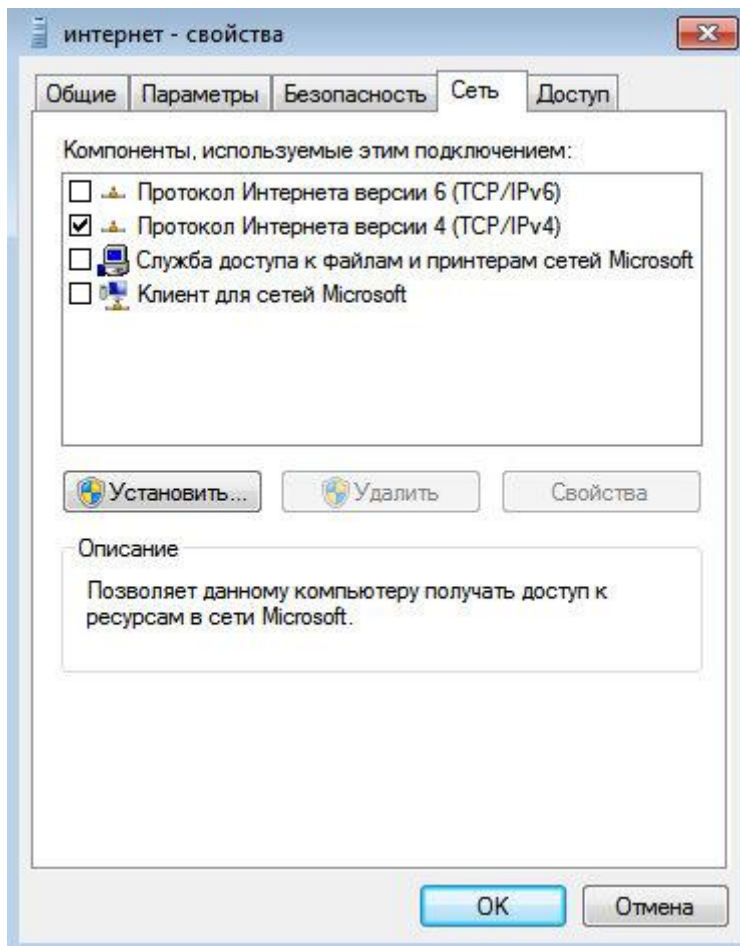 интернет - свойства
Общие Параметры Безопасность Сеть Доступ
Компоненты, используемые этим подключением:
Протокол Интернета версии 6 (TCP/IPv6)
Протокол Интернета версии 4 (TCP/IPv4)
Служба доступа к файлам и принтерам сетей Microsoft
Клиент для сетей Microsoft
Установить... Удалить Свойства
Описание
Позволяет данному компьютеру получать доступ к
ресурсам в сети Microsoft.
OK Отмена